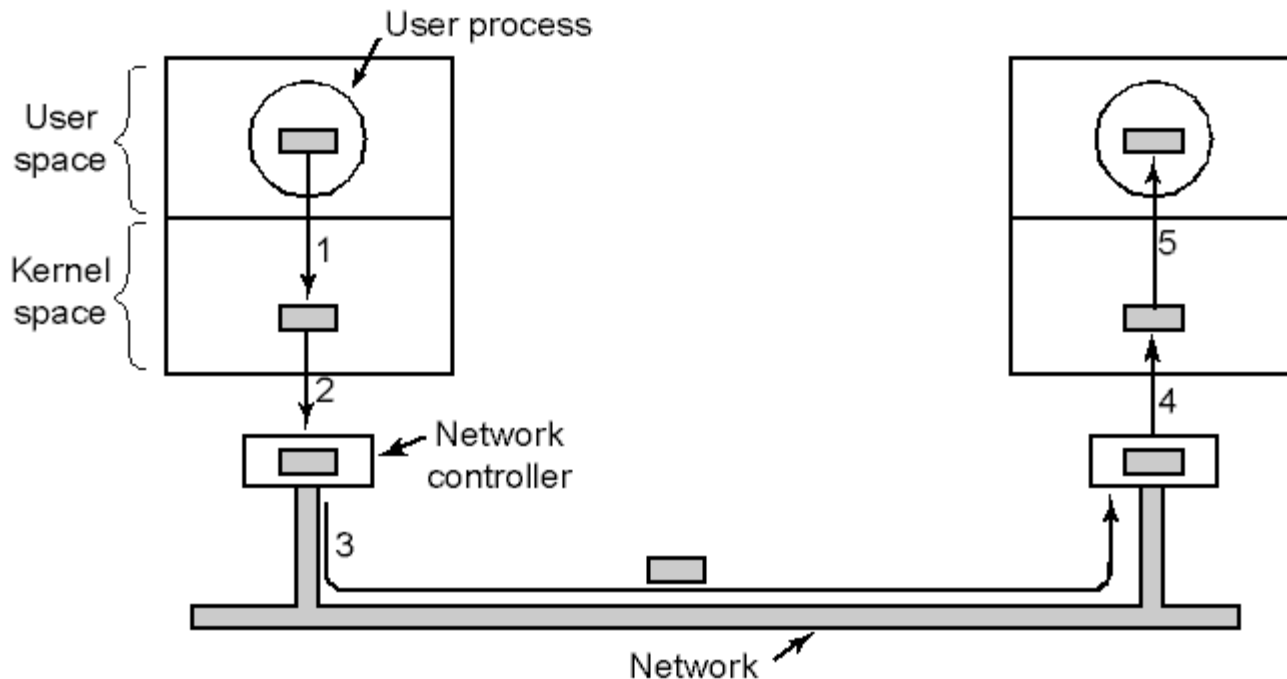 User process
User
space
1
5
Kernel
space
2
4
Network
controller
3
Network